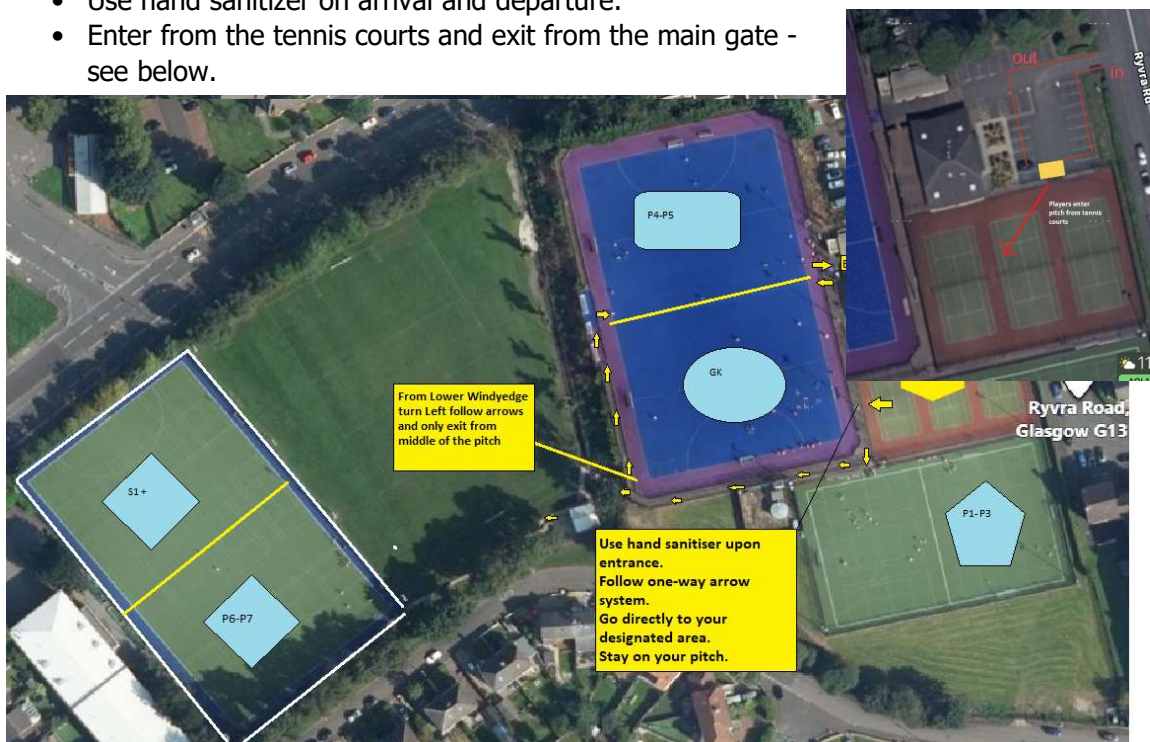 • Use hand sanitizer on arrival and departure.
• Enter from the tennis courts and exit from the main gate -
see below.
out
in
Ryvra Rd
Players enter
pitch from tennis
courts
11
P4-P5
GK
From Lower Windyedge
turn Left follow arrows
and only exit from
middle of the pitch
Ryvra Road,
Glasgow G13
S1 +
P1-P3
Use hand sanitiser upon
entrance.
Follow one-way arrow
system.
Go directly to your
designated area.
Stay on your pitch.
P6-P7